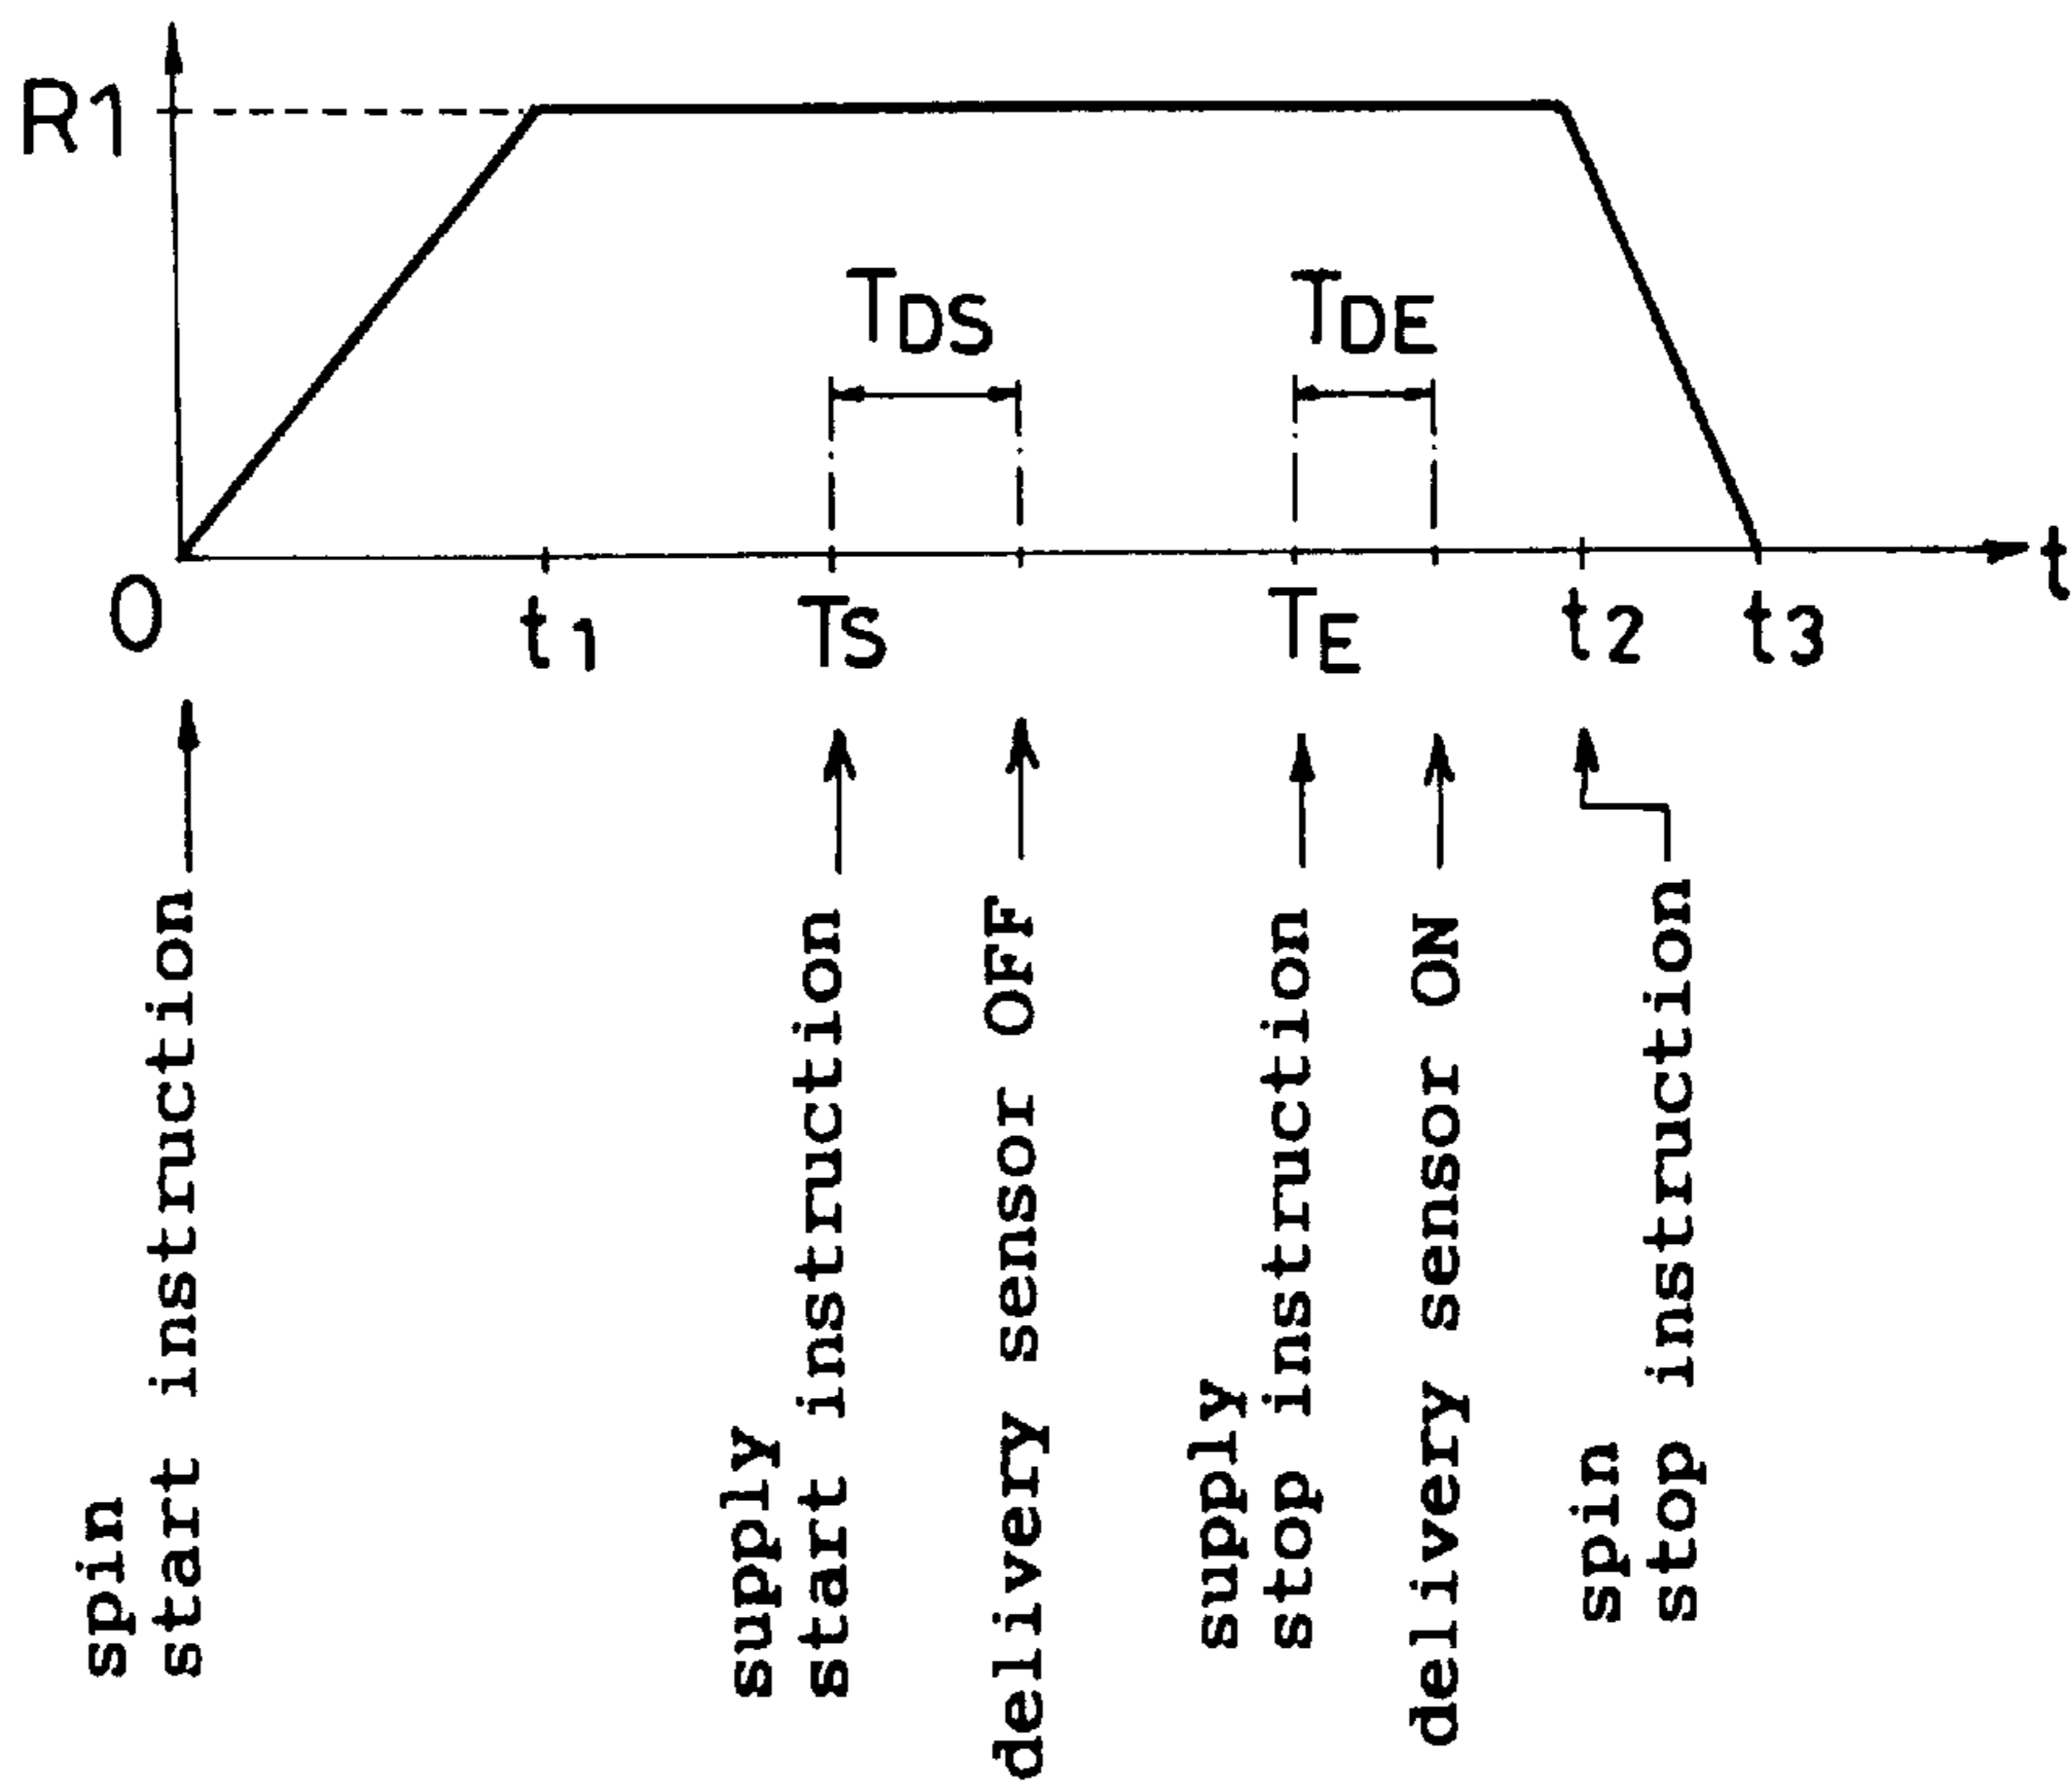 R1
TDS
TDE
O
t1
TS
TE
t2
t3
t
spin
start instruction
supply
start instruction
delivery sensor OFF
supply
stop instruction
delivery sensor ON
spin
stop instruction